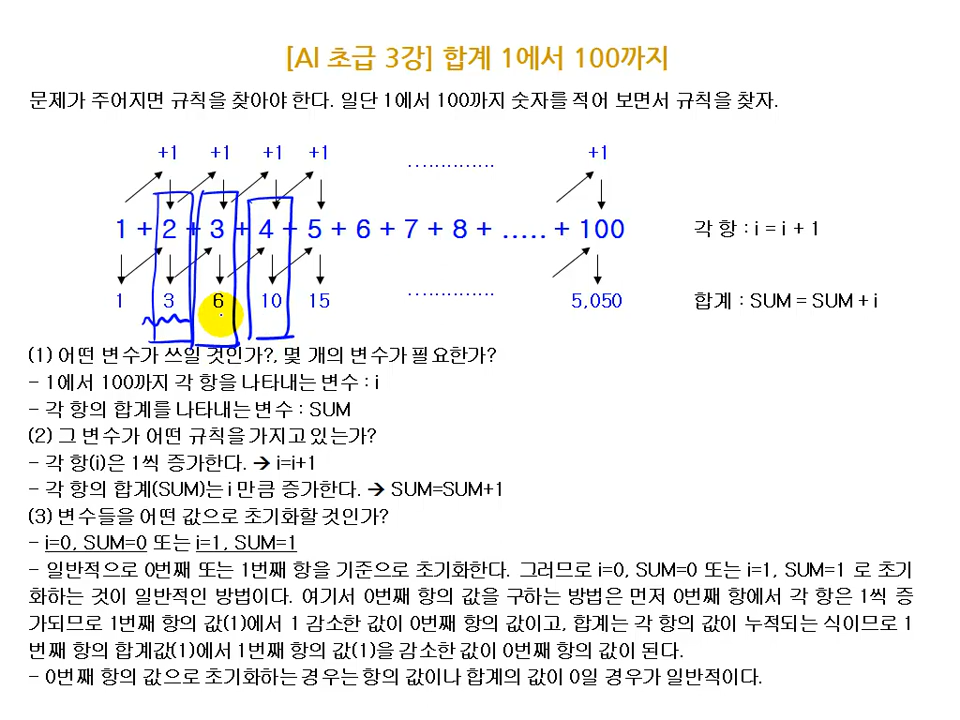 [AI 초급 3강] 합계 1에서 100까지
문제가 주어지면 규칙을 찾아야 한다. 일단 1에서 100까지 숫자를 적어 보면서 규칙을 찾자.
+1 +1 +1 +1 ............. +1
1 + 2 + 3 + 4 + 5 + 6 + 7 + 8 + ..... + 100 각 항 : i = i + 1
1 3 6 10 15 ............. 5,050 합계 : SUM = SUM + i
(1) 어떤 변수가 쓰일 것인가?, 몇 개의 변수가 필요한가?
- 1에서 100까지 각 항을 나타내는 변수 : i
- 각 항의 합계를 나타내는 변수 : SUM
(2) 그 변수가 어떤 규칙을 가지고 있는가?
- 각 항(i)은 1씩 증가한다. → i=i+1
- 각 항의 합계(SUM)는 i 만큼 증가한다. → SUM=SUM+1
(3) 변수들을 어떤 값으로 초기화할 것인가?
- i=0, SUM=0 또는 i=1, SUM=1
- 일반적으로 0번째 또는 1번째 항을 기준으로 초기화한다. 그러므로 i=0, SUM=0 또는 i=1, SUM=1 로 초기
화하는 것이 일반적인 방법이다. 여기서 0번째 항의 값을 구하는 방법은 먼저 0번째 항에서 각 항은 1씩 증
가되므로 1번째 항의 값(1)에서 1 감소한 값이 0번째 항의 값이고, 합계는 각 항의 값이 누적되는 식이므로 1
번째 항의 합계값(1)에서 1번째 항의 값(1)을 감소한 값이 0번째 항의 값이 된다.
- 0번째 항의 값으로 초기화하는 경우는 항의 값이나 합계의 값이 0일 경우가 일반적이다.